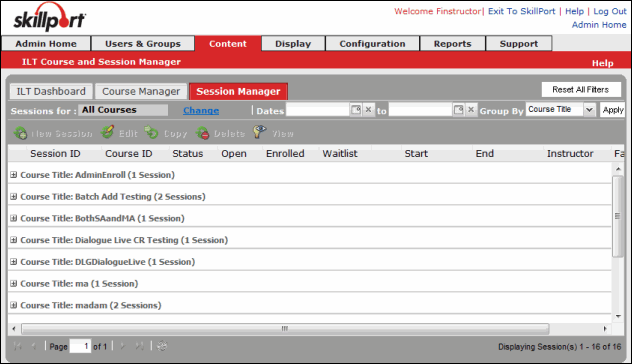 skillport
Welcome Finstructor| Exit To SkillPort | Help | Log Out
Admin Home
Admin Home Users & Groups Content Display Configuration Reports Support
ILT Course and Session Manager Help
ILT Dashboard Course Manager Session Manager Reset All Filters
Sessions for : All Courses Change | Dates to Group By Course Title Apply
New Session Edit Copy Delete View
Session ID Course ID Status Open Enrolled Waitlist Start End Instructor Fa
Course Title: AdminEnroll (1 Session)
Course Title: Batch Add Testing (2 Sessions)
Course Title: BothSAandMA (1 Session)
Course Title: Dialogue Live CR Testing (1 Session)
Course Title: DLGDialogueLive (1 Session)
Course Title: ma (1 Session)
Course Title: madam (2 Sessions)
Page 1 of 1 Displaying Session(s) 1 - 16 of 16